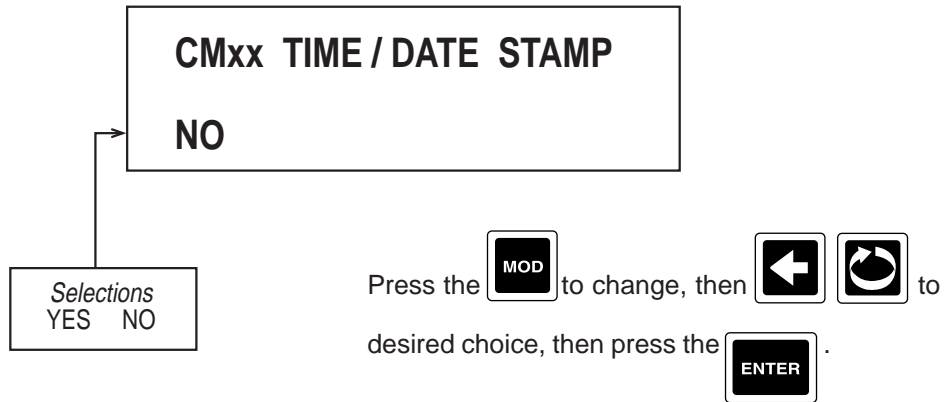 CMxx TIME / DATE STAMP
NO
Selections
YES NO
Press the MOD to change, then to
desired choice, then press the ENTER .